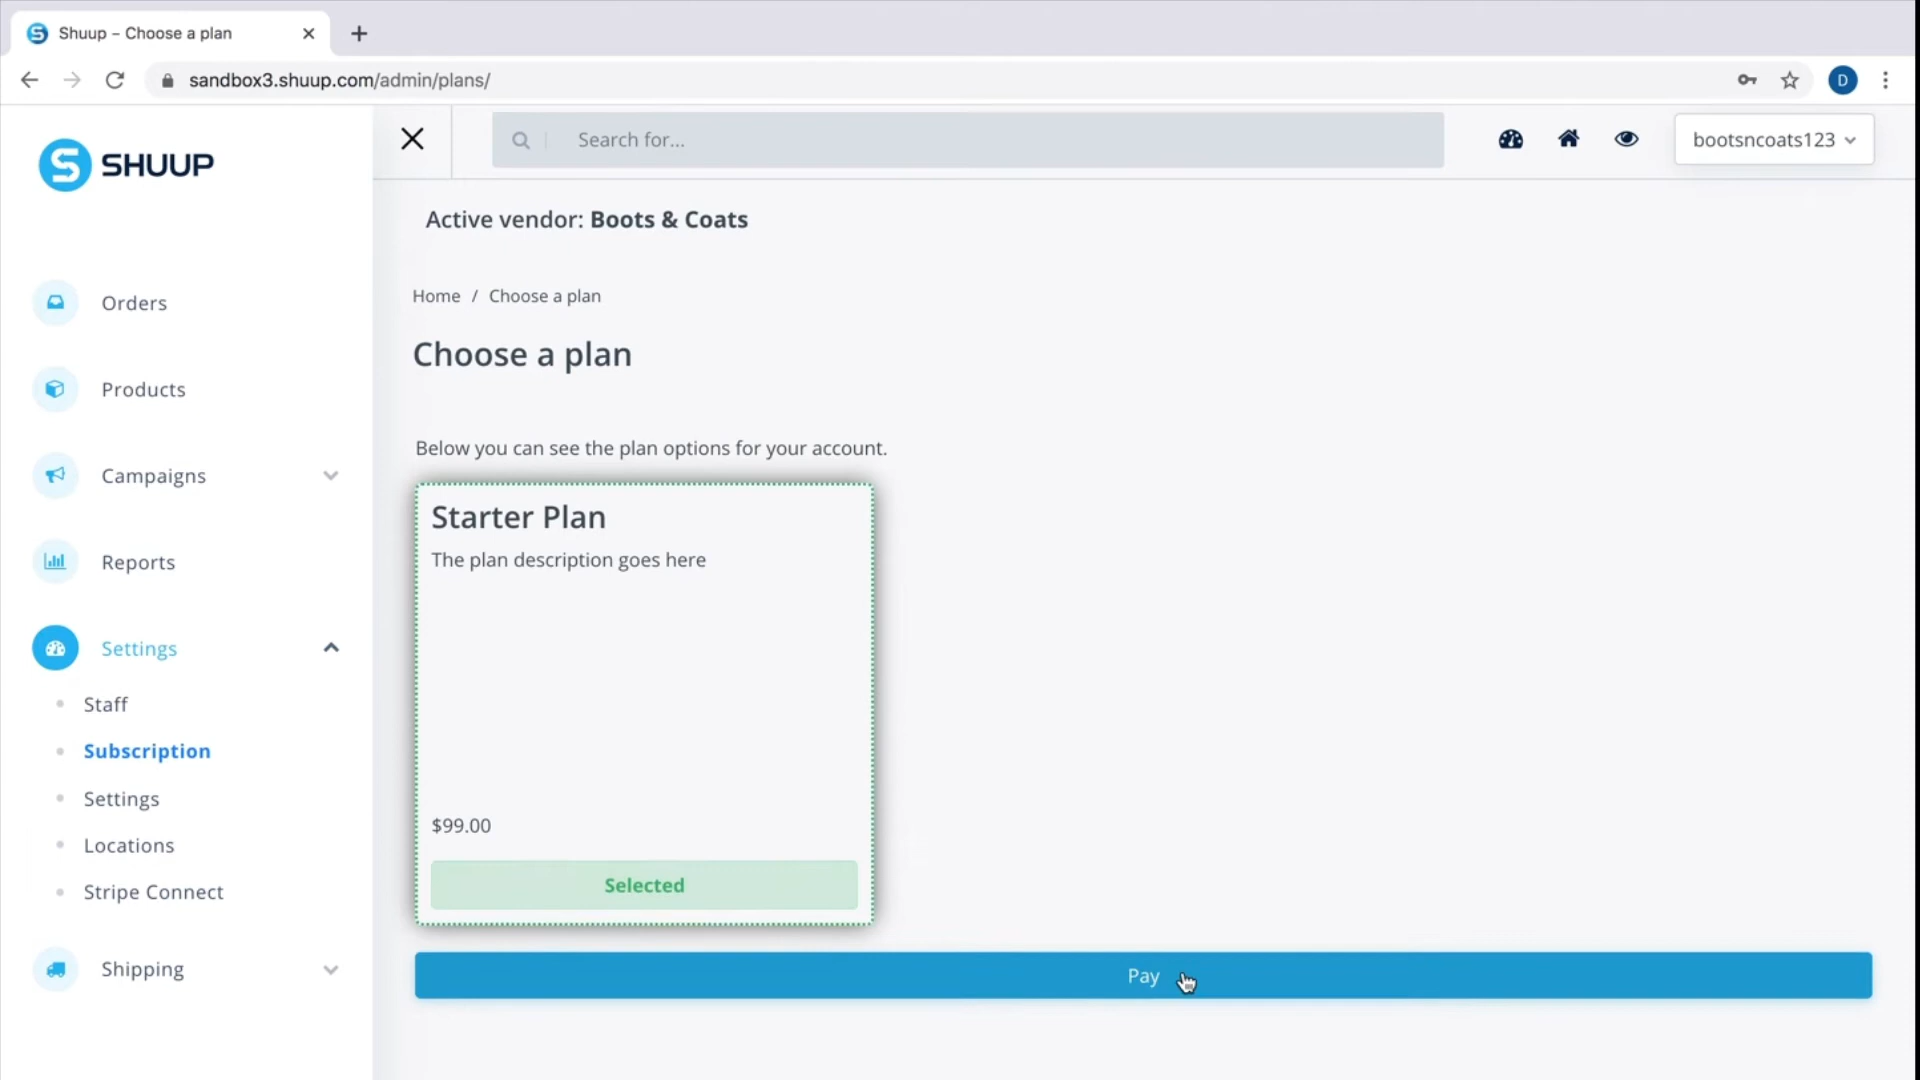 Shuup – Choose a plan
sandbox3.shuup.com/admin/plans/
D
SHUUP
Search for...
bootsncoats123
Active vendor: Boots & Coats
Home / Choose a plan
Choose a plan
Below you can see the plan options for your account.
Starter Plan
The plan description goes here
$99.00
Selected
Pay
Orders
Products
Campaigns
Reports
Settings
Staff
Subscription
Settings
Locations
Stripe Connect
Shipping